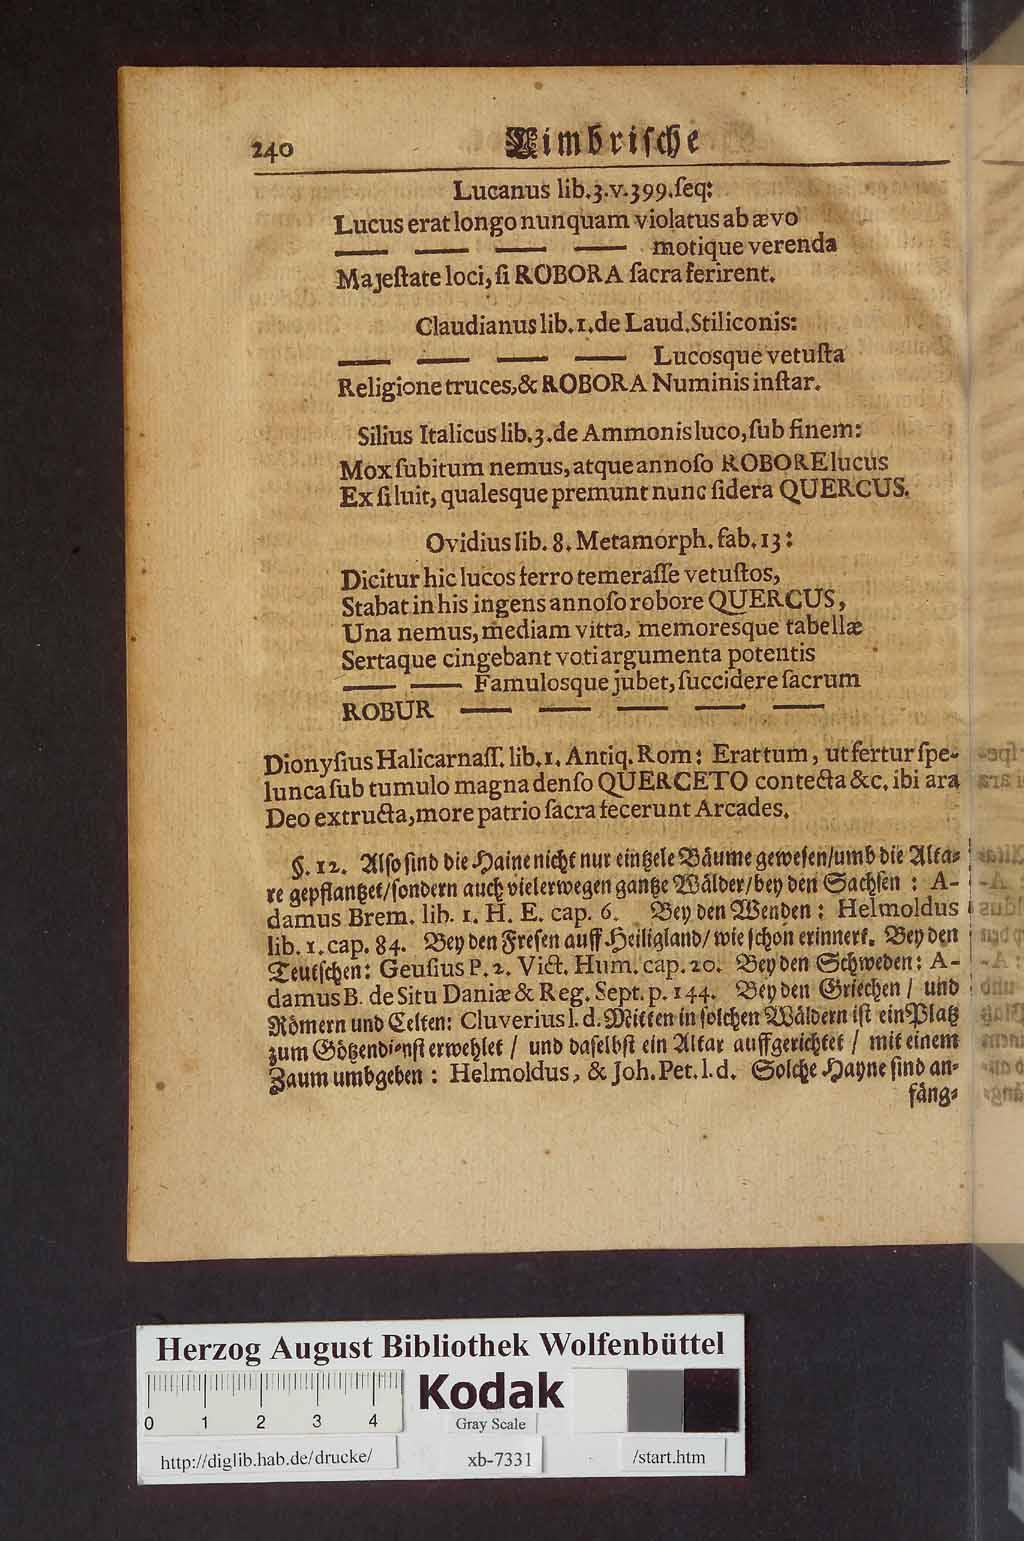 240 Cimbrische
Lucanus lib.3.v.399.ſeq:
Lucus erat longo nunquam violatus ab ævo
— — — — motique verenda
Majeſtate loci, ſi ROBORA ſacra ferirent.
Claudianus lib.1.de Laud.Stiliconis:
— — — — Lucosque vetuſta
Religione truces,& ROBORA Numinis inſtar.
Silius Italicus lib.3.de Ammonis luco, ſub finem:
Mox ſubitum nemus, atque annoſo ROBORE lucus
Exſiluit, qualesque premunt nunc ſidera QUERCUS.
Ovidius lib. 8. Metamorph. fab. 13:
Dicitur hic lucos ferro temeraſſe vetuſtos,
Stabat in his ingens annoſo robore QUERCUS,
Una nemus, mediam vitta, memoresque tabellæ
Sertaque cingebant voti argumenta potentis
— — Famulosque jubet, ſuccidere ſacrum
ROBUR — — — — —
Dionyſius Halicarnaſſ. lib.1. Antiq. Rom: Erat tum, ut fertur ſpe-
lunca ſub tumulo magna denſo QUERCETO contecta &c. ibi ara
Deo extructa, more patrio ſacra fecerunt Arcades.
§. 12. Alſo ſind die Haine nicht nur eintzele Bäume geweſen/umb die Alta-
re gepflantzet/ſondern auch vielerwegen gantze Wälder/bey den Sachſen : A-
damus Brem. lib. 1. H. E. cap. 6. Bey den Wenden : Helmoldus
lib. 1. cap. 84. Bey den Freſen auff Heiligland/ wie ſchon erinnert. Bey den
Teutſchen: Geuſius P. 2. Vict. Hum. cap. 20. Bey den Schweden: A-
damus B. de Situ Daniæ & Reg. Sept. p. 144. Bey den Griechen / und
Römern und Celten: Cluverius l. d. Mitten in ſolchen Wäldern iſt ein Platz
zum Götzendienſt erwehlet / und daſelbſt ein Altar auffgerichtet / mit einem
Zaum umbgeben : Helmoldus, & Joh. Pet. l. d. Solche Hayne ſind an-
fäng-
Herzog August Bibliothek Wolfenbüttel
0 1 2 3 4
Kodak
Gray Scale
http://diglib.hab.de/drucke/ xb-7331 /start.htm